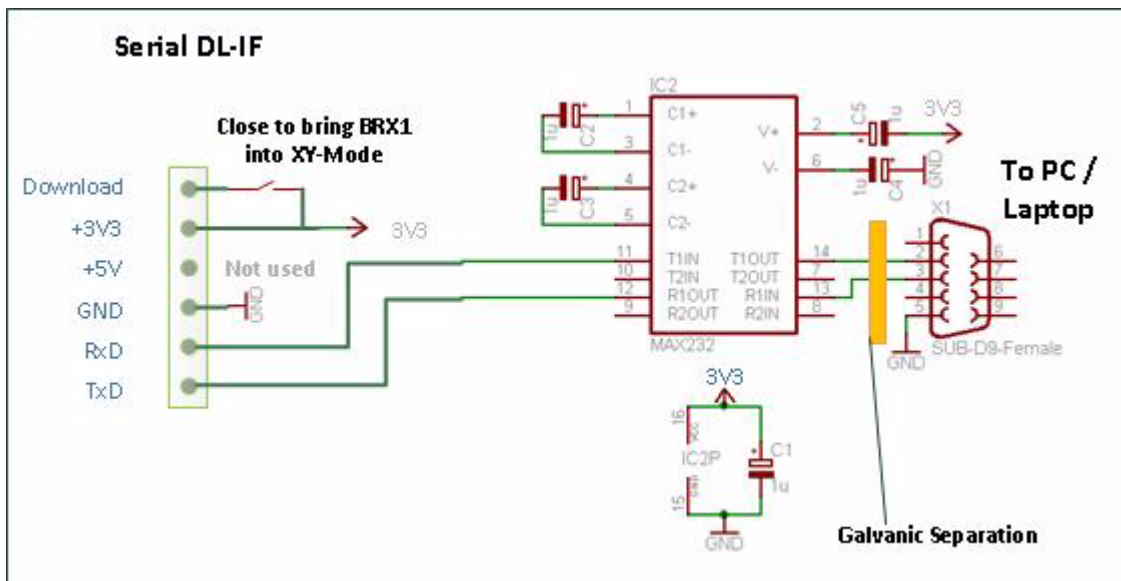 Serial DL-IF
Close to bring BRX1
into XY-Mode
Download
+3V3
3V3
+5V
Not used
GND
GND
RxD
TxD
IC2
1u
C2
1
C1+
3
C1-
1u
C3
4
C2+
5
C2-
11
T1IN
10
T2IN
12
R1OUT
9
R2OUT
V+
2
C5
1u
3V3
V-
6
1u
C4
GND
T1OUT
14
T2OUT
7
R1IN
13
R2IN
8
MAX232
To PC /
Laptop
X1
1
2
3
4
5
6
7
8
9
GND
SUB-D9-Female
3V3
16
VCC
IC2P
15
GND
C1
1u
GND
Galvanic Separation